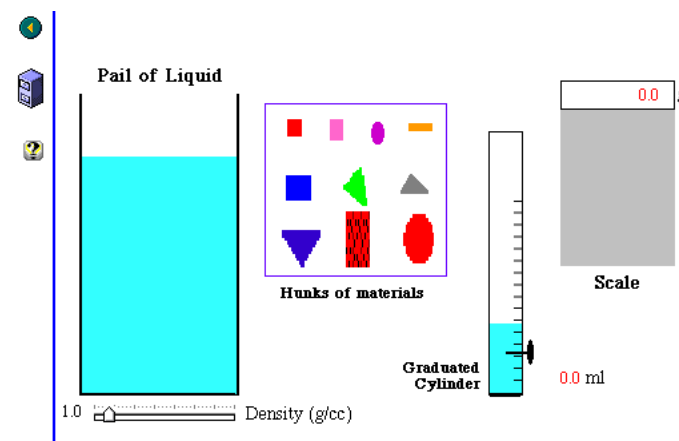 Pail of Liquid
0.0
Hunks of materials
Scale
Graduated
Cylinder
0.0 ml
1.0
Density (g/cc)
?